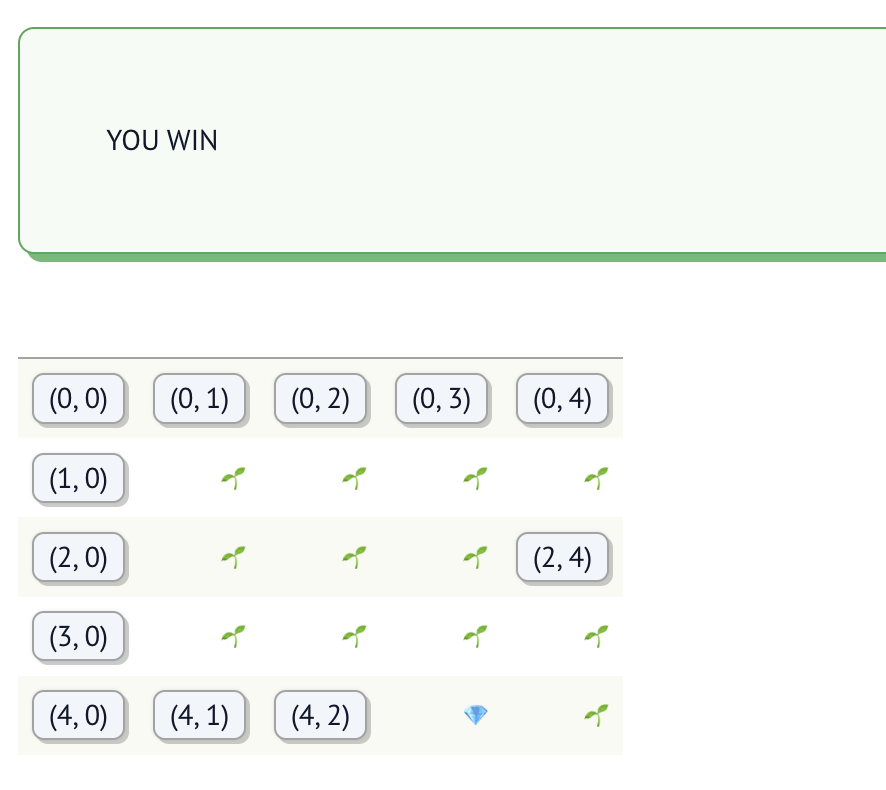 YOU WIN
(0, 0) (0, 1) (0, 2) (0, 3) (0, 4)
(1, 0)
(2, 0) (2, 4)
(3, 0)
(4, 0) (4, 1) (4, 2)